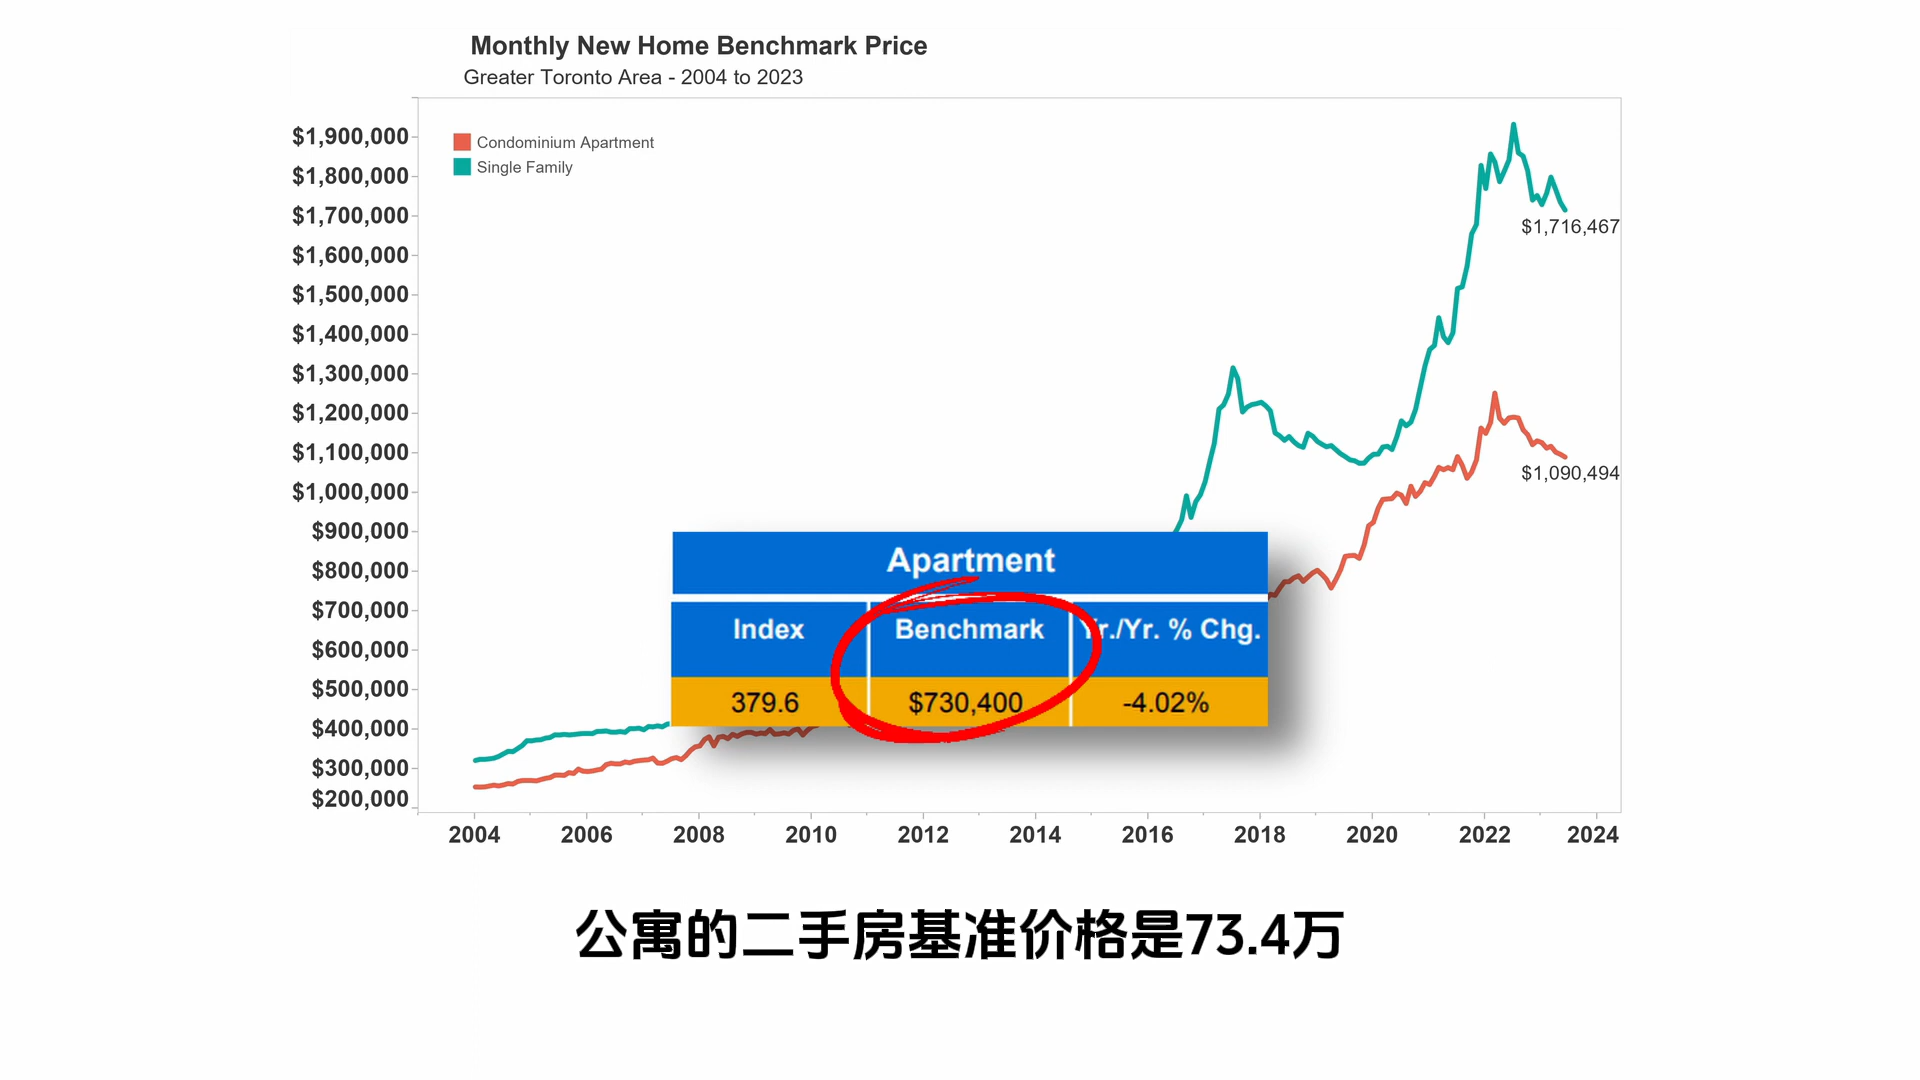 Monthly New Home Benchmark Price
Greater Toronto Area - 2004 to 2023
Condominium Apartment
Single Family
$1,900,000
$1,800,000
$1,700,000
$1,600,000
$1,500,000
$1,400,000
$1,300,000
$1,200,000
$1,100,000
$1,000,000
$900,000
$800,000
$700,000
$600,000
$500,000
$400,000
$300,000
$200,000
$1,716,467
$1,090,494
Apartment
Index Benchmark Yr./Yr. % Chg.
379.6 $730,400 -4.02%
2004 2006 2008 2010 2012 2014 2016 2018 2020 2022 2024
公寓的二手房基准价格是73.4万